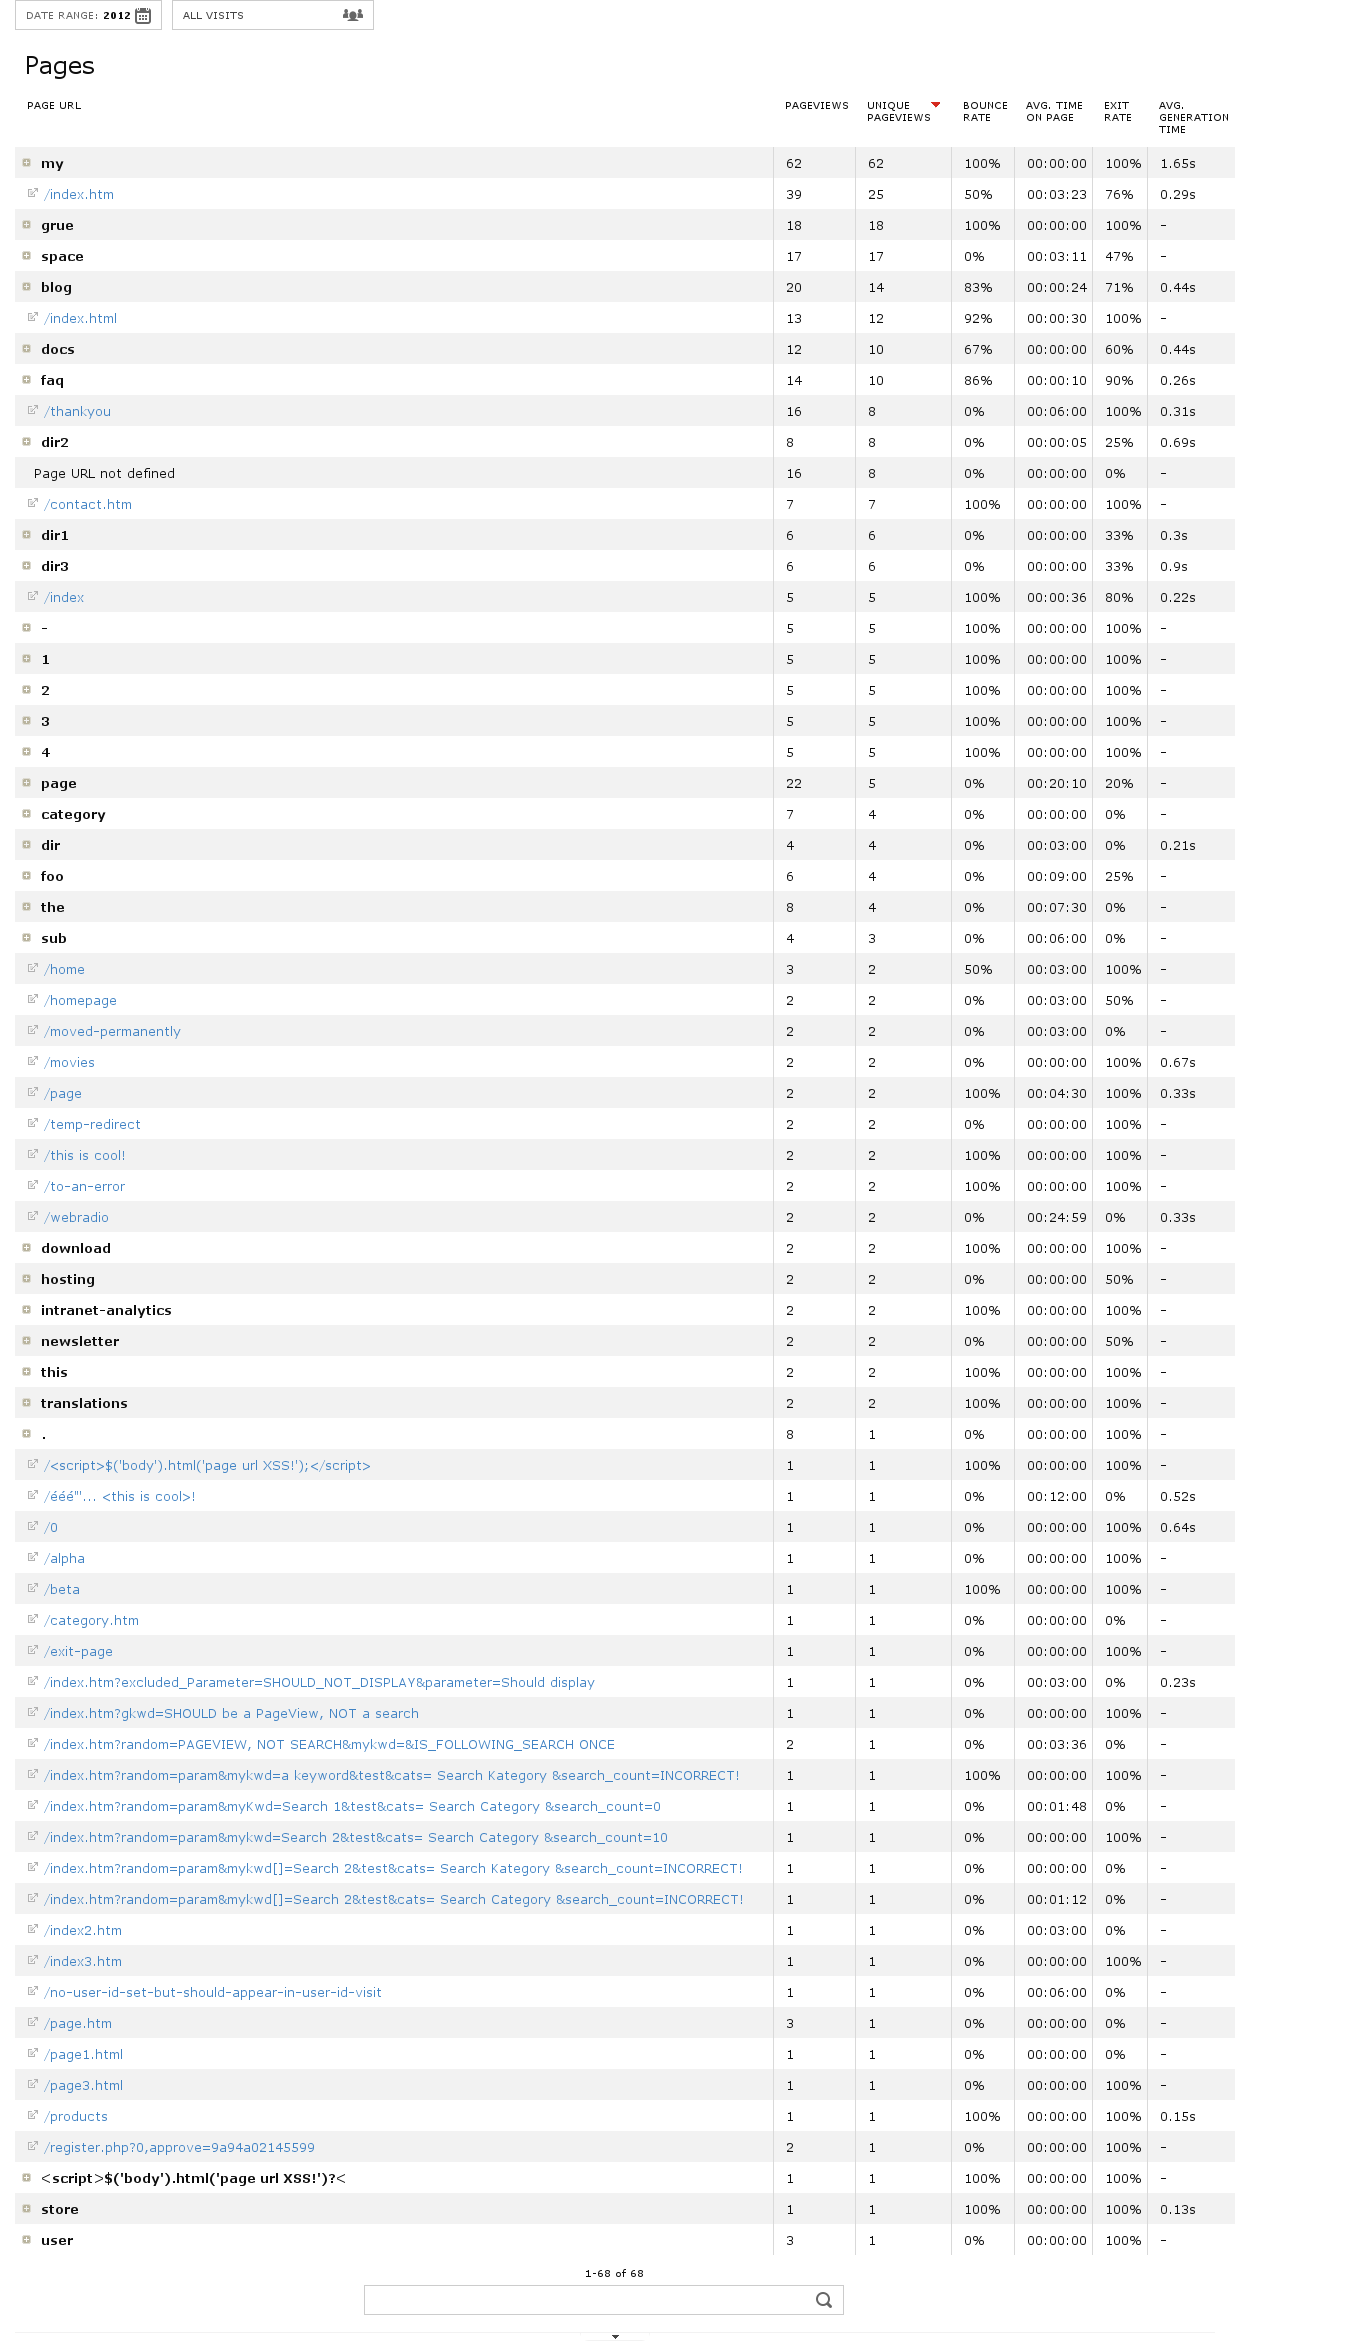 DATE RANGE: 2012 ALL VISITS
Pages
PAGE URL PAGEVIEWS UNIQUE PAGEVIEWS BOUNCE RATE AVG. TIME ON PAGE EXIT RATE AVG. GENERATION TIME
my 62 62 100% 00:00:00 100% 1.65s
/index.htm 39 25 50% 00:03:23 76% 0.29s
grue 18 18 100% 00:00:00 100% -
space 17 17 0% 00:03:11 47% -
blog 20 14 83% 00:00:24 71% 0.44s
/index.html 13 12 92% 00:00:30 100% -
docs 12 10 67% 00:00:00 60% 0.44s
faq 14 10 86% 00:00:10 90% 0.26s
/thankyou 16 8 0% 00:06:00 100% 0.31s
dir2 8 8 0% 00:00:05 25% 0.69s
Page URL not defined 16 8 0% 00:00:00 0% -
/contact.htm 7 7 100% 00:00:00 100% -
dir1 6 6 0% 00:00:00 33% 0.3s
dir3 6 6 0% 00:00:00 33% 0.9s
/index 5 5 100% 00:00:36 80% 0.22s
- 5 5 100% 00:00:00 100% -
1 5 5 100% 00:00:00 100% -
2 5 5 100% 00:00:00 100% -
3 5 5 100% 00:00:00 100% -
4 5 5 100% 00:00:00 100% -
page 22 5 0% 00:20:10 20% -
category 7 4 0% 00:00:00 0% -
dir 4 4 0% 00:03:00 0% 0.21s
foo 6 4 0% 00:09:00 25% -
the 8 4 0% 00:07:30 0% -
sub 4 3 0% 00:06:00 0% -
/home 3 2 50% 00:03:00 100% -
/homepage 2 2 0% 00:03:00 50% -
/moved-permanently 2 2 0% 00:03:00 0% -
/movies 2 2 0% 00:00:00 100% 0.67s
/page 2 2 100% 00:04:30 100% 0.33s
/temp-redirect 2 2 0% 00:00:00 100% -
/this is cool! 2 2 100% 00:00:00 100% -
/to-an-error 2 2 100% 00:00:00 100% -
/webradio 2 2 0% 00:24:59 0% 0.33s
download 2 2 100% 00:00:00 100% -
hosting 2 2 0% 00:00:00 50% -
intranet-analytics 2 2 100% 00:00:00 100% -
newsletter 2 2 0% 00:00:00 50% -
this 2 2 100% 00:00:00 100% -
translations 2 2 100% 00:00:00 100% -
. 8 1 0% 00:00:00 100% -
/<script>$('body').html('page url XSS!');</script> 1 1 100% 00:00:00 100% -
/ééé"'... <this is cool>! 1 1 0% 00:12:00 0% 0.52s
/0 1 1 0% 00:00:00 100% 0.64s
/alpha 1 1 0% 00:00:00 100% -
/beta 1 1 100% 00:00:00 100% -
/category.htm 1 1 0% 00:00:00 0% -
/exit-page 1 1 0% 00:00:00 100% -
/index.htm?excluded_Parameter=SHOULD_NOT_DISPLAY&parameter=Should display 1 1 0% 00:03:00 0% 0.23s
/index.htm?gkwd=SHOULD be a PageView, NOT a search 1 1 0% 00:00:00 100% -
/index.htm?random=PAGEVIEW, NOT SEARCH&mykwd=&IS_FOLLOWING_SEARCH ONCE 2 1 0% 00:03:36 0% -
/index.htm?random=param&mykwd=a keyword&test&cats= Search Kategory &search_count=INCORRECT! 1 1 100% 00:00:00 100% -
/index.htm?random=param&myKwd=Search 1&test&cats= Search Category &search_count=0 1 1 0% 00:01:48 0% -
/index.htm?random=param&mykwd=Search 2&test&cats= Search Category &search_count=10 1 1 0% 00:00:00 100% -
/index.htm?random=param&mykwd[]=Search 2&test&cats= Search Kategory &search_count=INCORRECT! 1 1 0% 00:00:00 0% -
/index.htm?random=param&mykwd[]=Search 2&test&cats= Search Category &search_count=INCORRECT! 1 1 0% 00:01:12 0% -
/index2.htm 1 1 0% 00:03:00 0% -
/index3.htm 1 1 0% 00:00:00 100% -
/no-user-id-set-but-should-appear-in-user-id-visit 1 1 0% 00:06:00 0% -
/page.htm 3 1 0% 00:00:00 0% -
/page1.html 1 1 0% 00:00:00 0% -
/page3.html 1 1 0% 00:00:00 100% -
/products 1 1 100% 00:00:00 100% 0.15s
/register.php?0,approve=9a94a02145599 2 1 0% 00:00:00 100% -
<script>$('body').html('page url XSS!')?< 1 1 100% 00:00:00 100% -
store 1 1 100% 00:00:00 100% 0.13s
user 3 1 0% 00:00:00 100% -
1-68 of 68